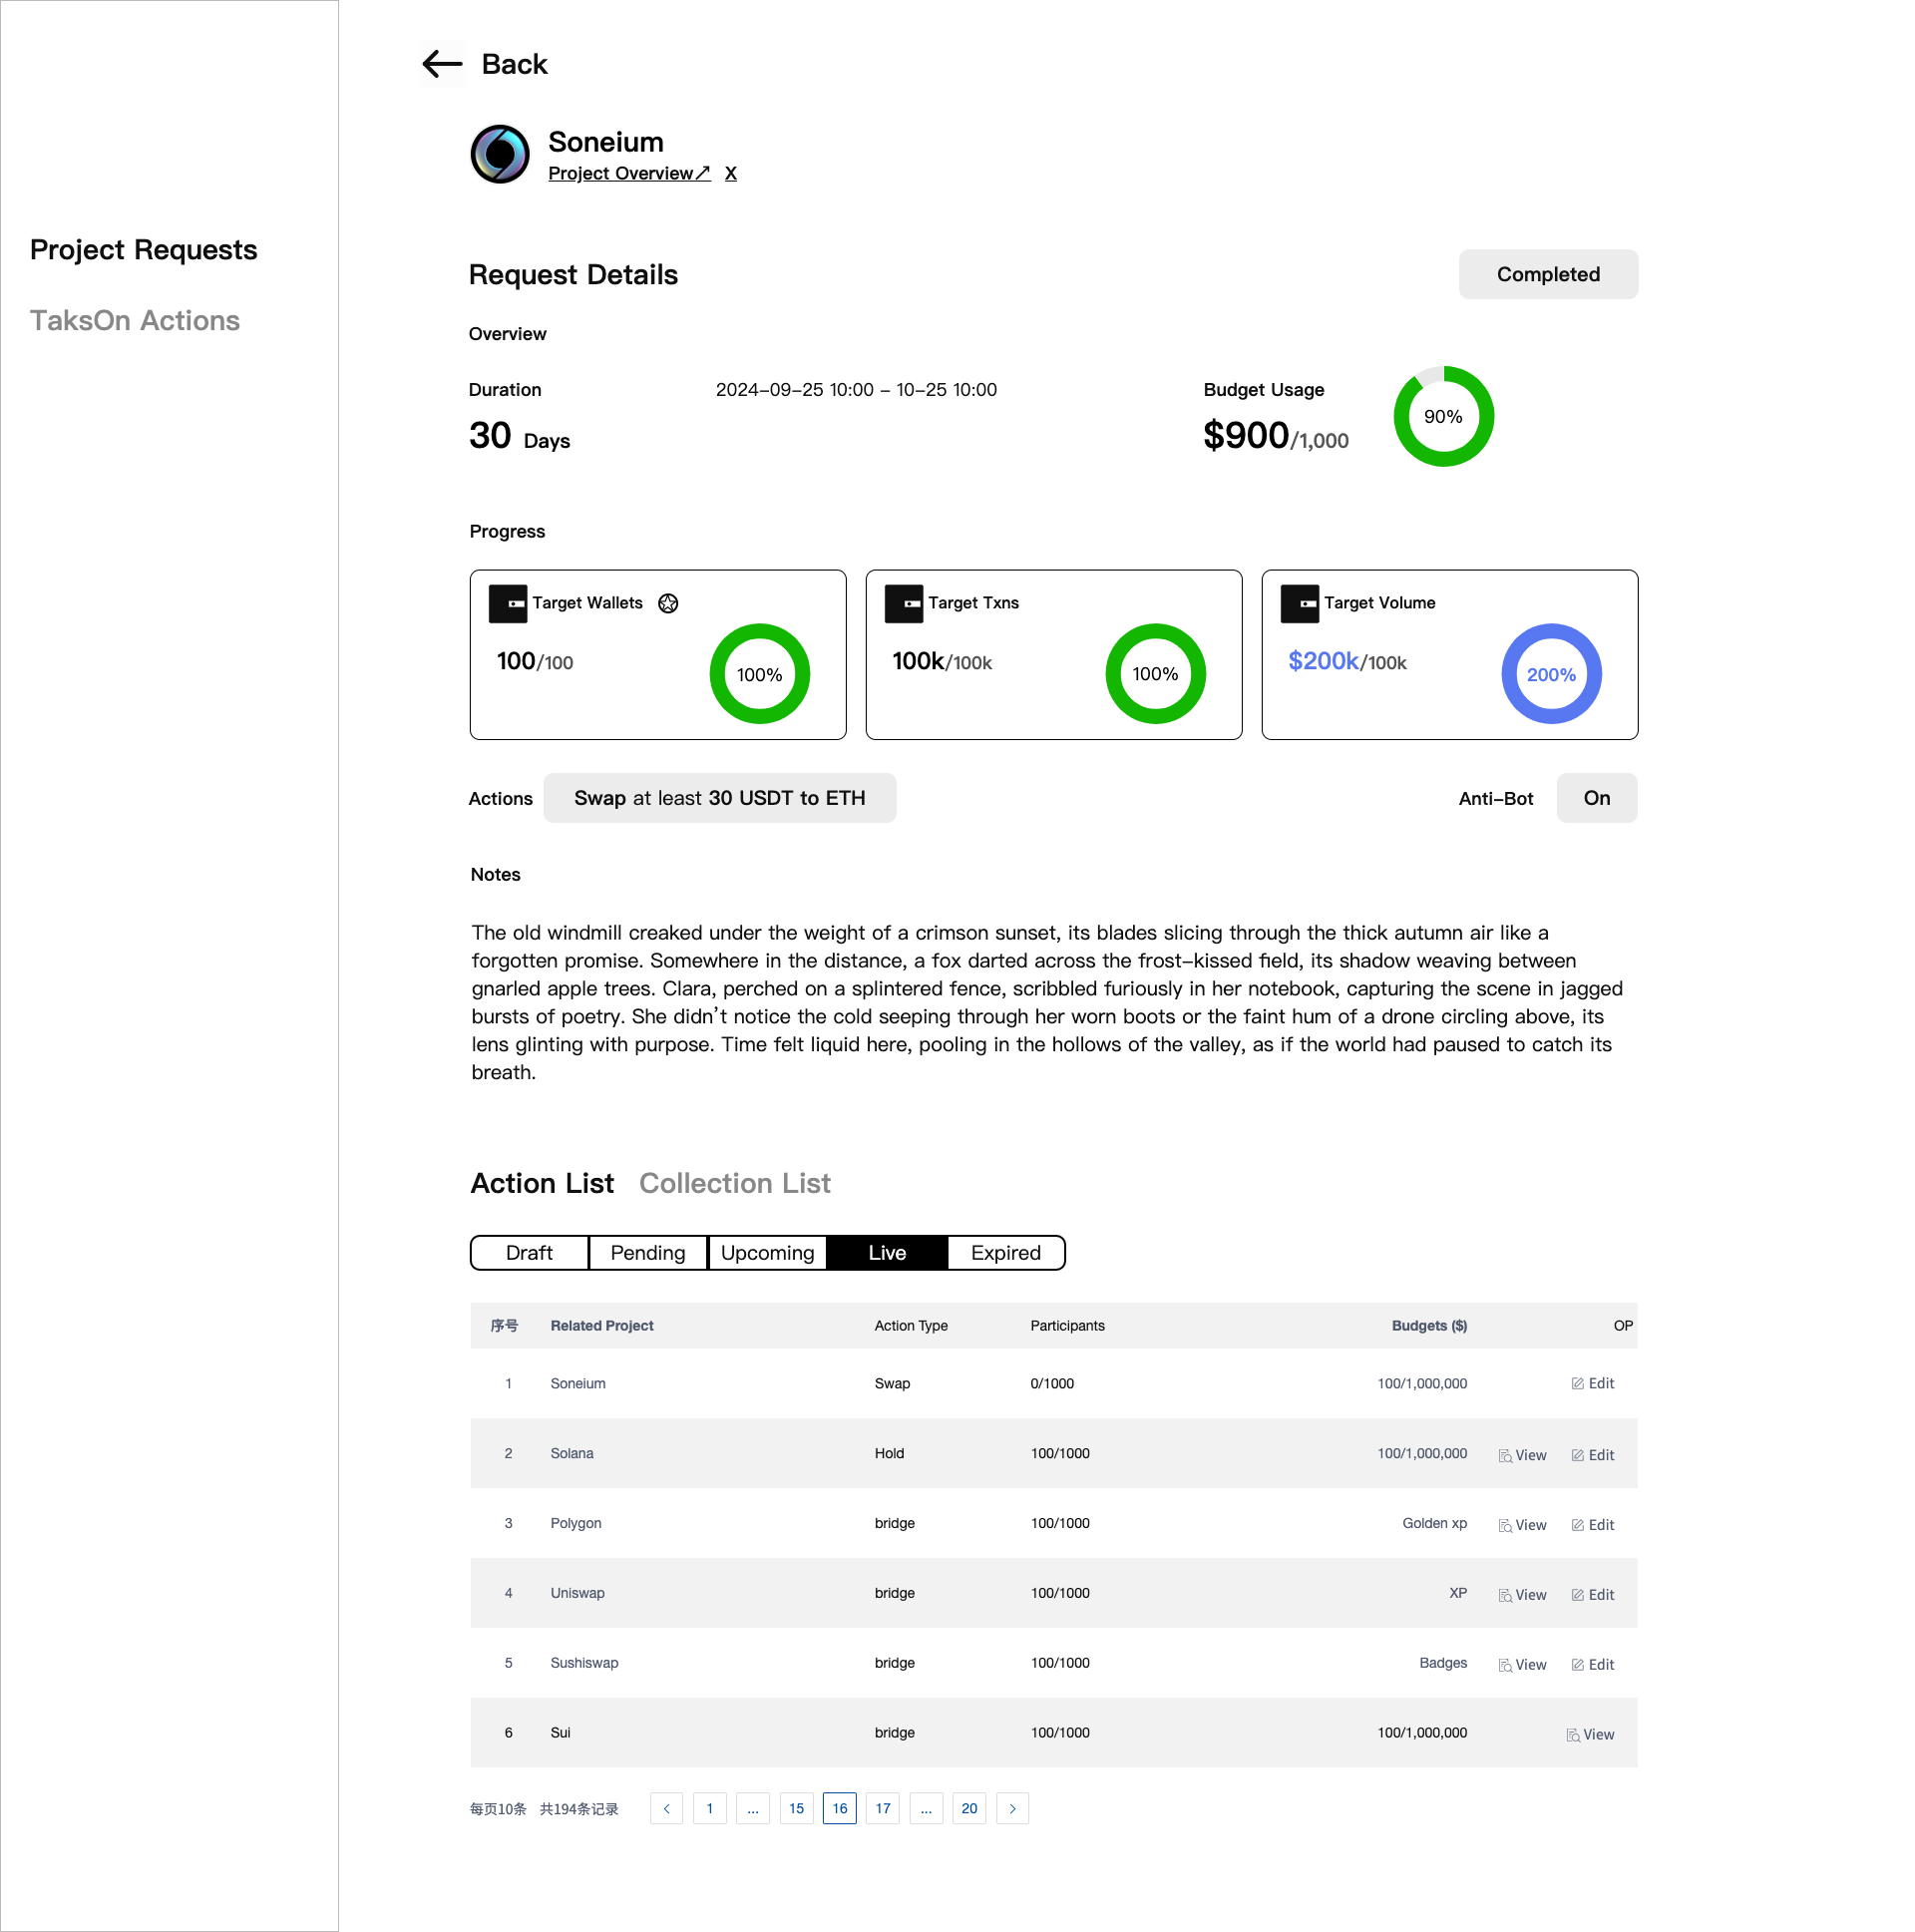 Back
Soneium
Project Overview↗ X
Project Requests
TaksOn Actions
Request Details
Completed
Overview
Duration
2024-09-25 10:00 - 10-25 10:00
Budget Usage
30 Days
$900/1,000
90%
Progress
Target Wallets
100/100
100%
Target Txns
100k/100k
100%
Target Volume
$200k/100k
200%
Actions
Swap at least 30 USDT to ETH
Anti-Bot
On
Notes
The old windmill creaked under the weight of a crimson sunset, its blades slicing through the thick autumn air like a
forgotten promise. Somewhere in the distance, a fox darted across the frost-kissed field, its shadow weaving between
gnarled apple trees. Clara, perched on a splintered fence, scribbled furiously in her notebook, capturing the scene in jagged
bursts of poetry. She didn’t notice the cold seeping through her worn boots or the faint hum of a drone circling above, its
lens glinting with purpose. Time felt liquid here, pooling in the hollows of the valley, as if the world had paused to catch its
breath.
Action List Collection List
Draft Pending Upcoming Live Expired
序号 Related Project Action Type Participants Budgets ($) OP
1 Soneium Swap 0/1000 100/1,000,000 Edit
2 Solana Hold 100/1000 100/1,000,000 View Edit
3 Polygon bridge 100/1000 Golden xp View Edit
4 Uniswap bridge 100/1000 XP View Edit
5 Sushiswap bridge 100/1000 Badges View Edit
6 Sui bridge 100/1000 100/1,000,000 View
每页10条 共194条记录 < 1 ... 15 16 17 ... 20 >